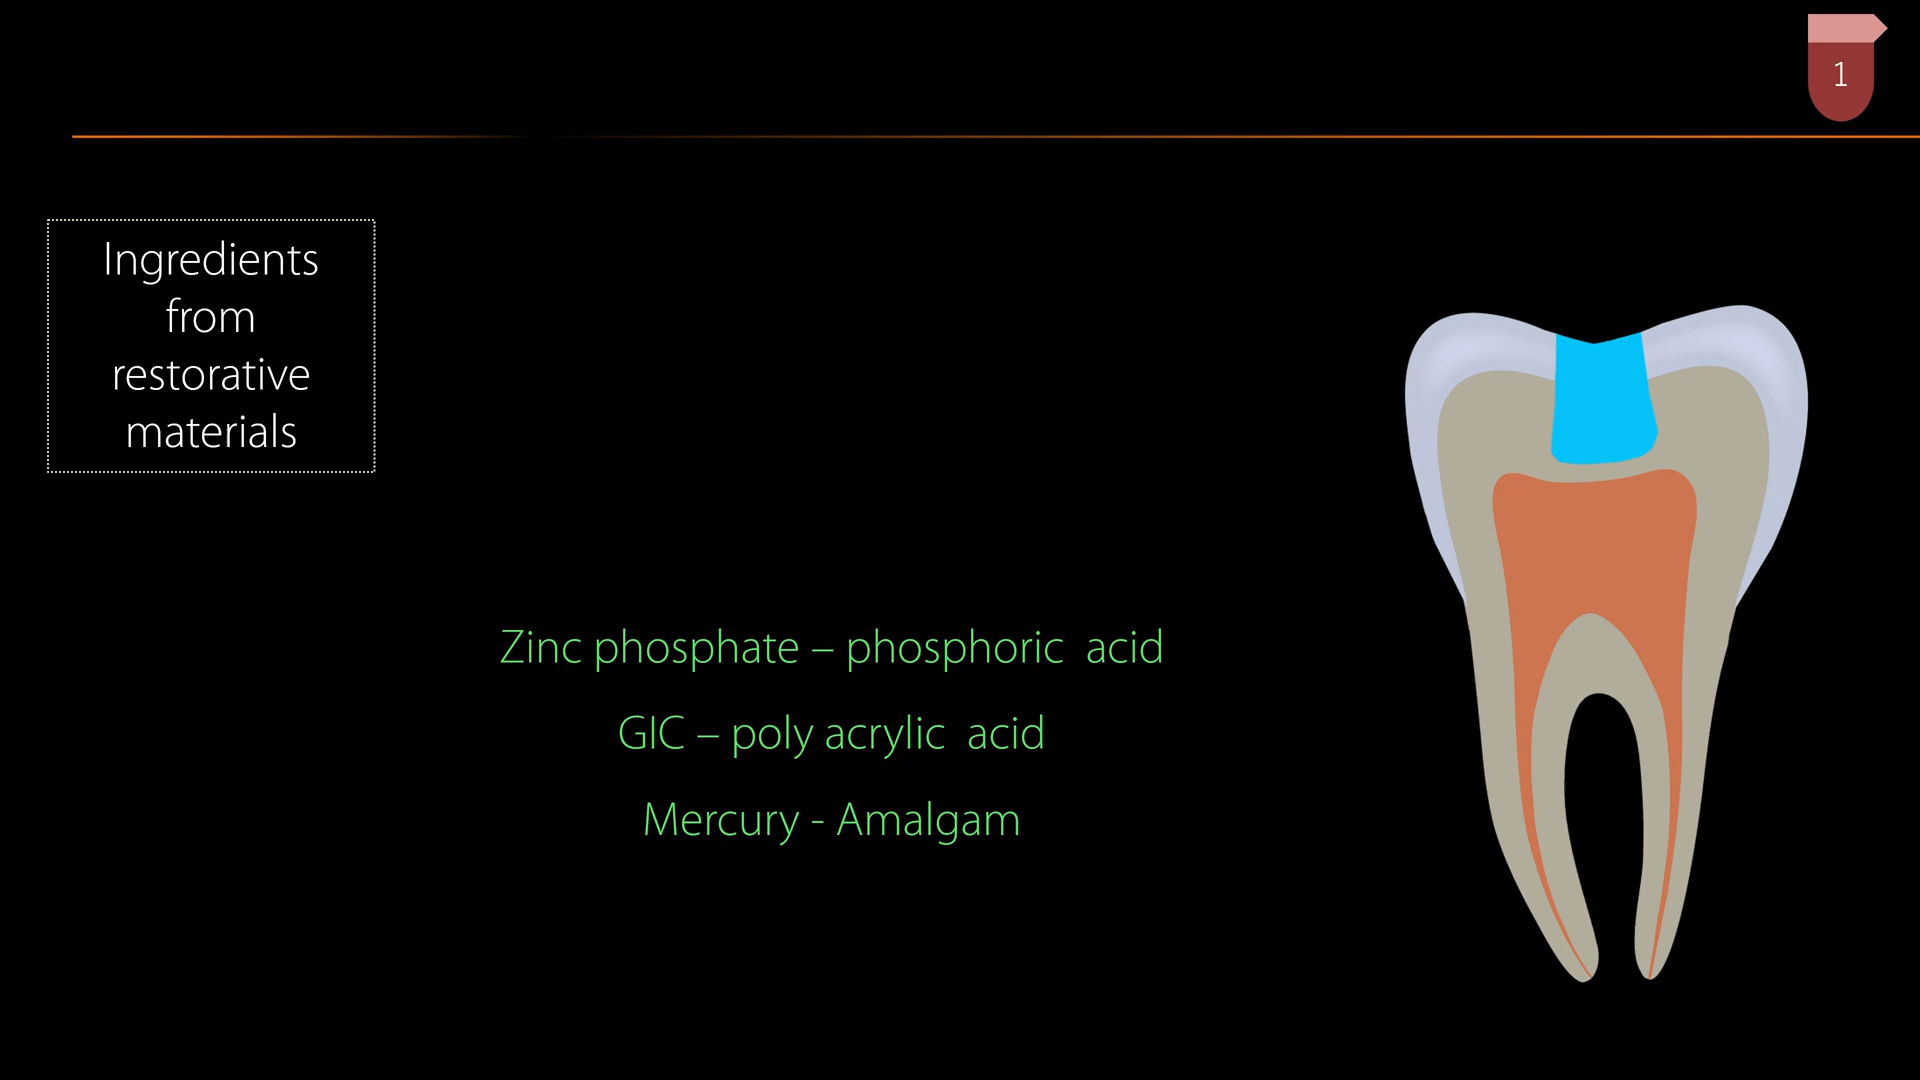 1
Ingredients
from
restorative
materials
Zinc phosphate – phosphoric  acid
GIC – poly acrylic  acid
Mercury - Amalgam